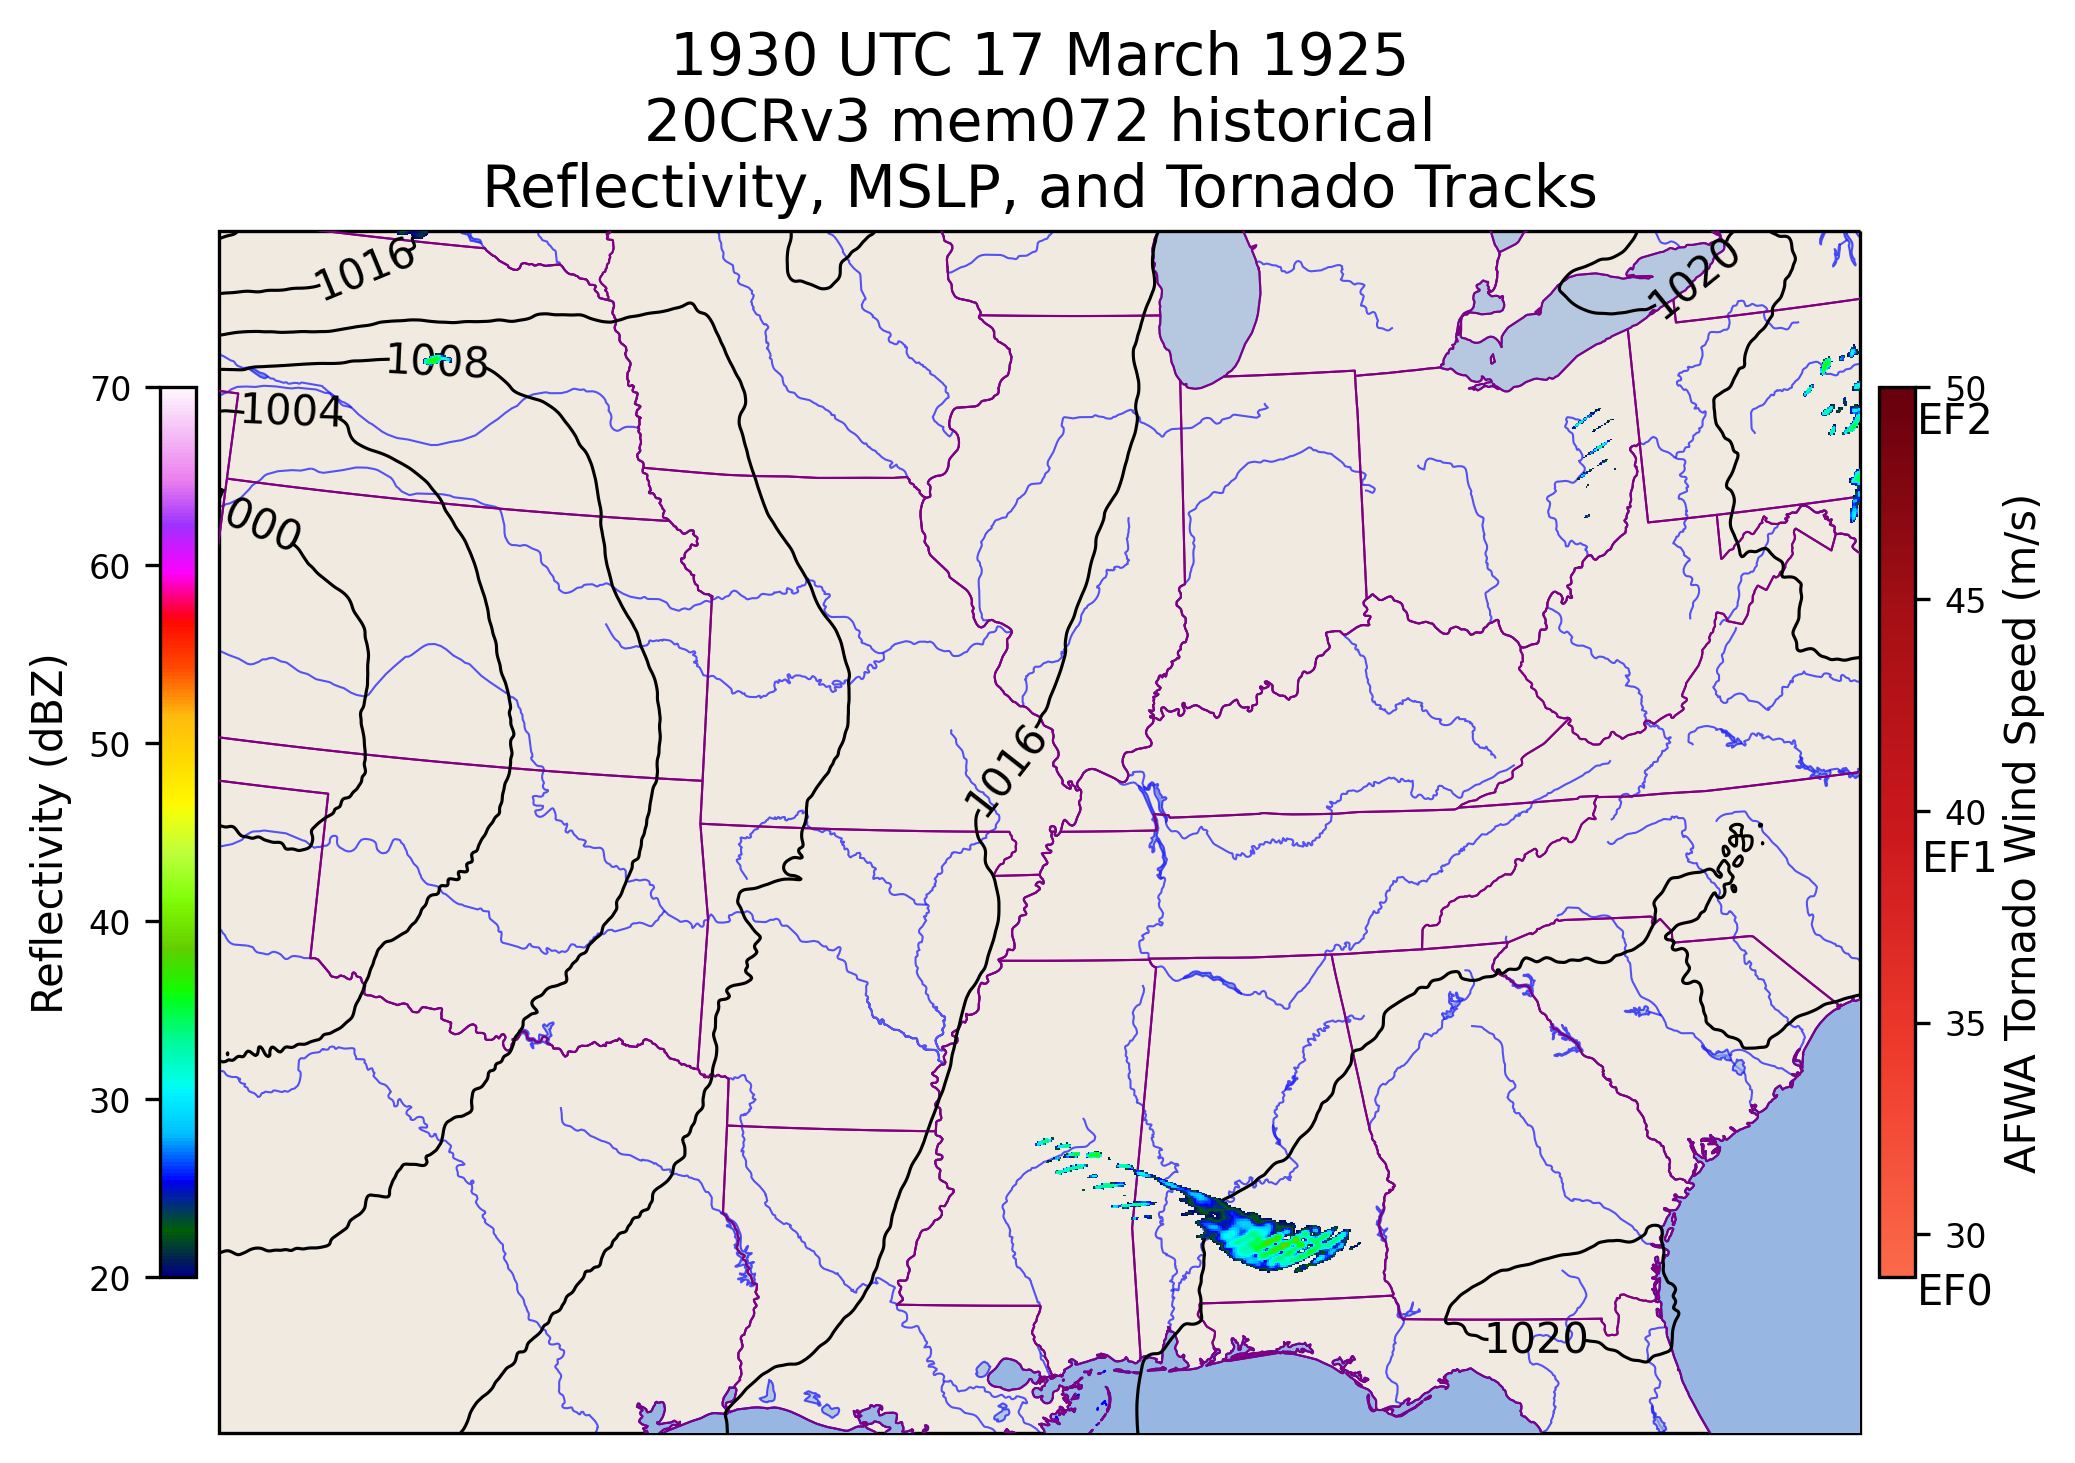 1930 UTC 17 March 1925
20CRv3 mem072 historical
Reflectivity, MSLP, and Tornado Tracks
1016
1020
1008
1004
000
1016
1020
70
60
50
40
30
20
Reflectivity (dBZ)
50
EF2
45
40
EF1
35
30
EF0
AFWA Tornado Wind Speed (m/s)